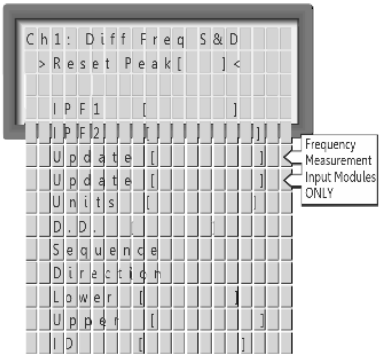 Ch1: Diff Freq S&D
>Reset Peak[ ]<
IPF1 [ ]
IPF2 [ ]
Update [ ]
Update [ ]
Units [ ]
D.D. [ ]
Sequence
Direction
Lower [ ]
Upper [ ]
ID [ ]
Frequency
Measurement
Input Modules
ONLY